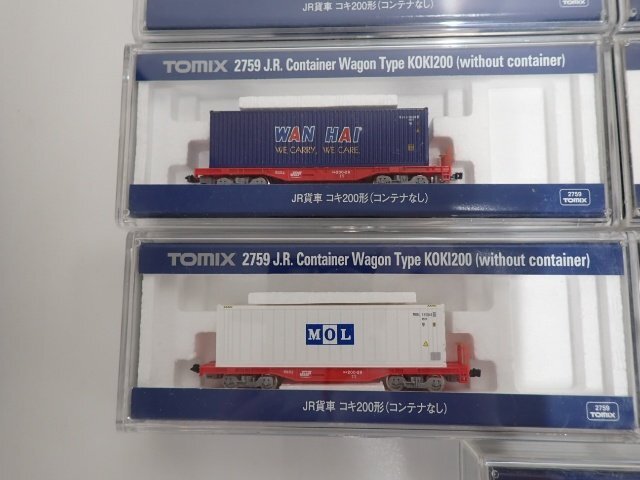 JR貨車 コキ200形(コンテナなし)
TOMIX 2759 J.R. Container Wagon Type KOKI200 (without container)
WAN HAI
WE CARRY, WE CARE.
JR貨車 コキ200形(コンテナなし)
2759
TOMIX
TOMIX 2759 J.R. Container Wagon Type KOKI200 (without container)
MOL
JR貨車 コキ200形(コンテナなし)
2759
TOMIX